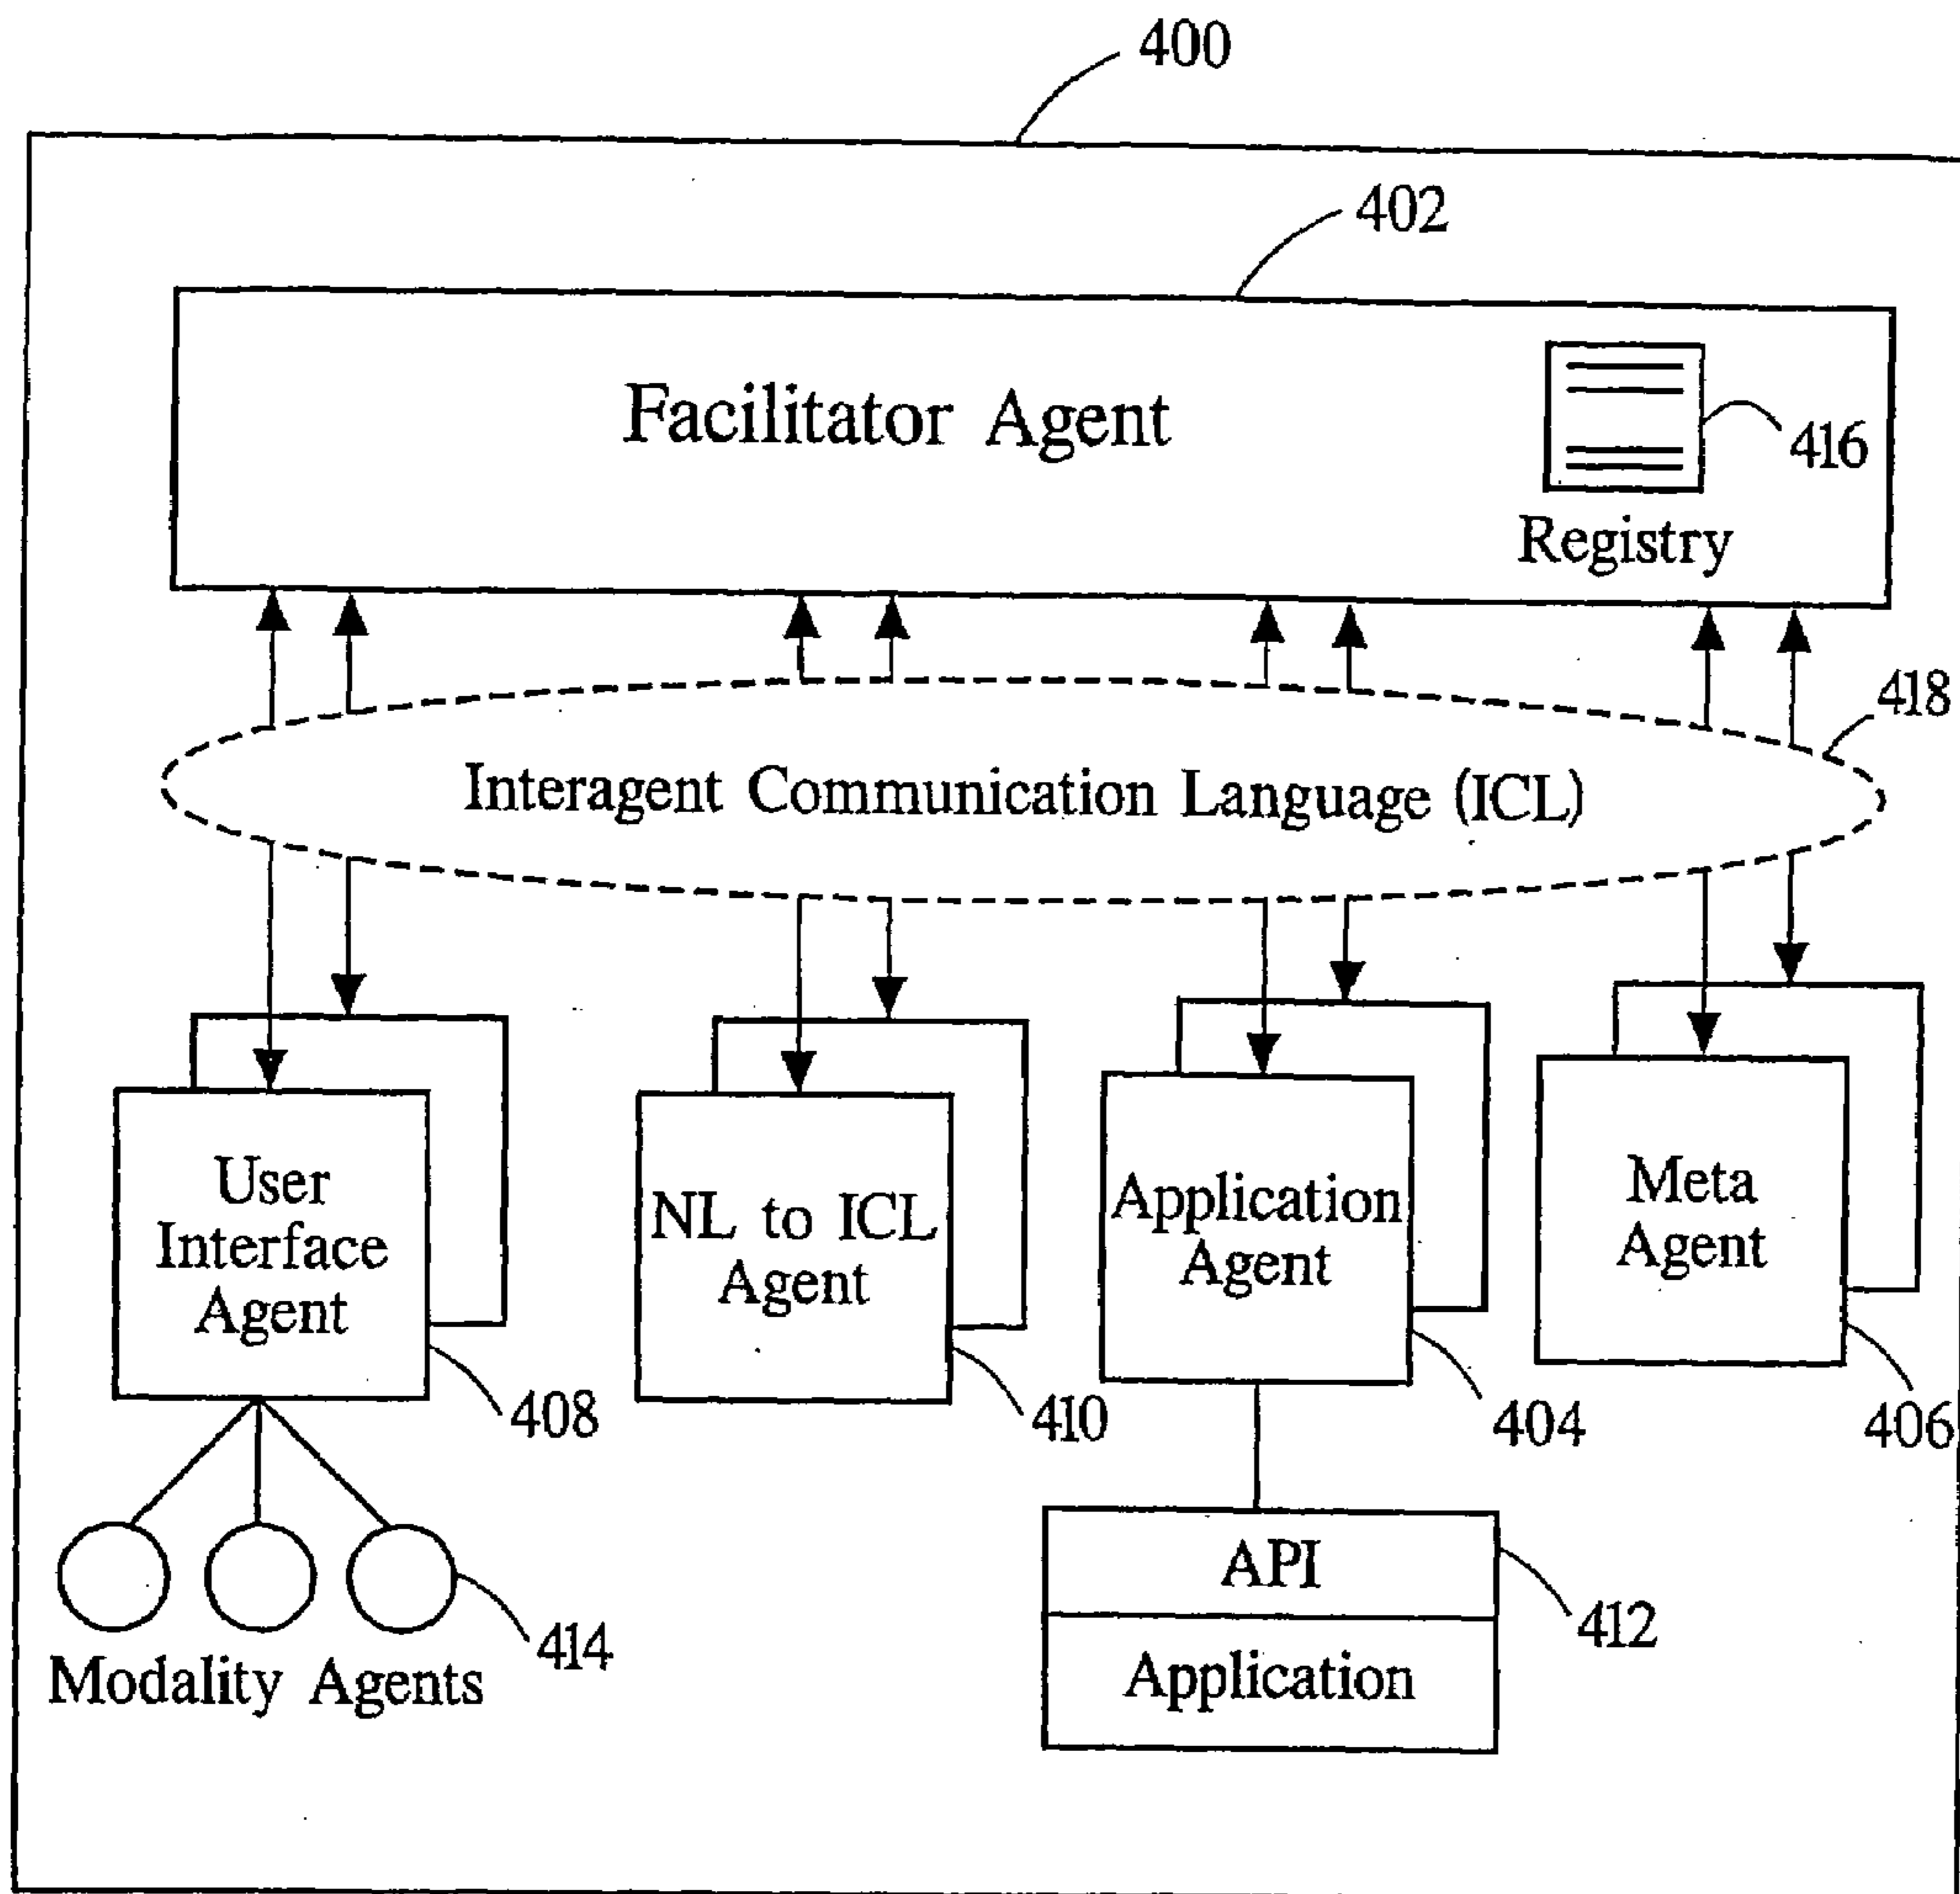 400
402
Facilitator Agent
416
Registry
418
Interagent Communication Language (ICL)
User
Interface
Agent
NL to ICL
Agent
Application
Agent
Meta
Agent
408
410
404
406
API
412
Application
414
Modality Agents